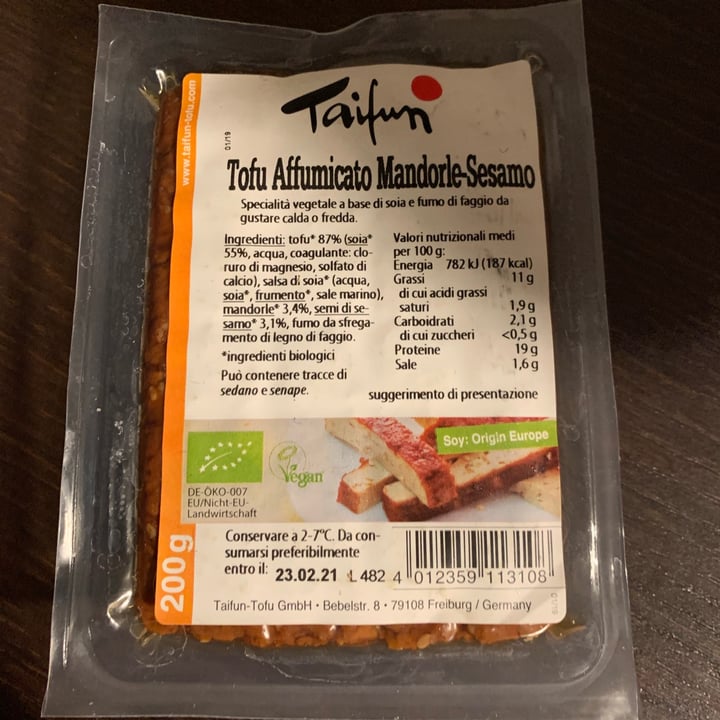 www.taifun-tofu.com
01/19
Taifun
Tofu Affumicato Mandorle-Sesamo
Specialità vegetale a base di soia e fumo di faggio da
gustare calda o fredda.
Ingredienti: tofu* 87% (soia*
55%, acqua, coagulante: clo-
ruro di magnesio, solfato di
calcio), salsa di soia* (acqua,
soia*, frumento*, sale marino),
mandorle* 3,4%, semi di se-
samo* 3,1%, fumo da sfrega-
mento di legno di faggio.
*ingredienti biologici
Può contenere tracce di
sedano e senape.
Valori nutrizionali medi
per 100 g:
Energia 782 kJ (187 kcal)
Grassi 11 g
di cui acidi grassi
saturi 1,9 g
Carboidrati 2,1 g
di cui zuccheri <0,5 g
Proteine 19 g
Sale 1,6 g
suggerimento di presentazione
Soy: Origin Europe
Vegan
DE-ÖKO-007
EU/Nicht-EU-
Landwirtschaft
200g
Conservare a 2-7°C. Da con-
sumarsi preferibilmente
entro il: 23.02.21 L 482
4 012359 113108
Taifun-Tofu GmbH • Bebelstr. 8 • 79108 Freiburg / Germany